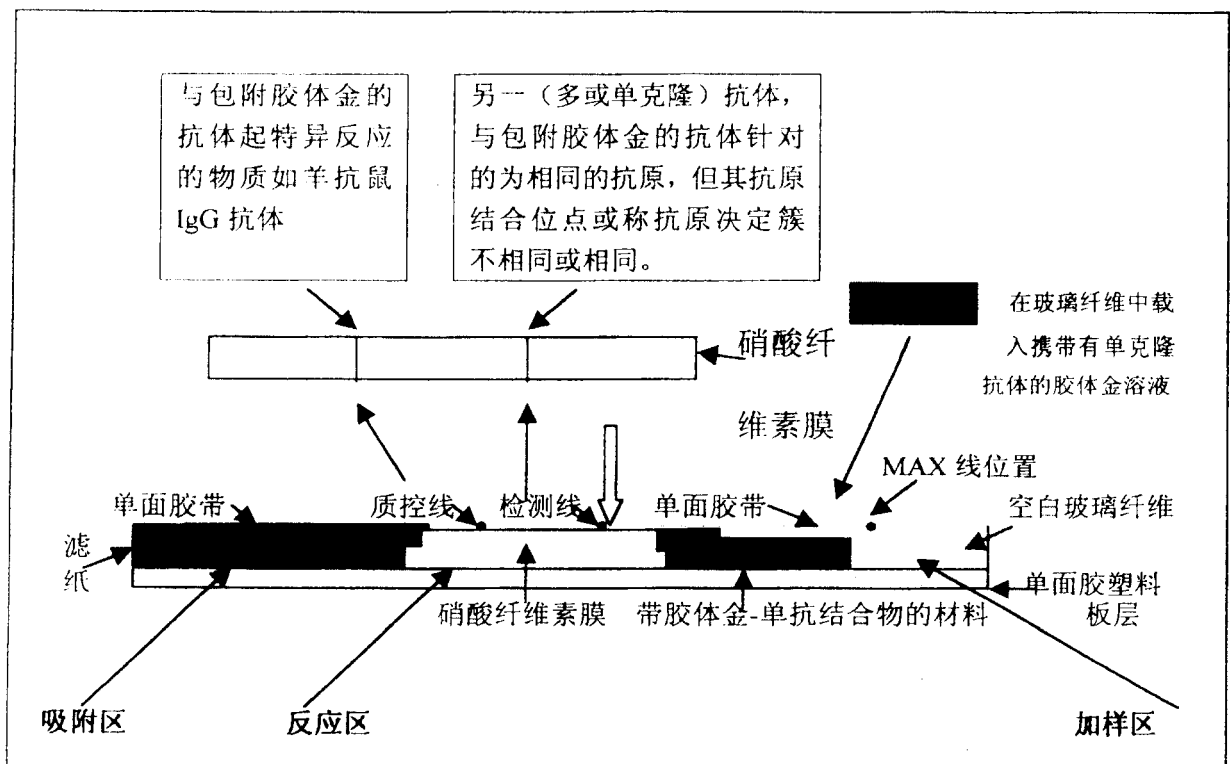 与包附胶体金的
抗体起特异反应
的物质如羊抗鼠
IgG 抗体
另一（多或单克隆）抗体，
与包附胶体金的抗体针对
的为相同的抗原，但其抗原
结合位点或称抗原决定簇
不相同或相同。
在玻璃纤维中载
入携带有单克隆
抗体的胶体金溶液
硝酸纤
维素膜
MAX 线位置
单面胶带
质控线
检测线
单面胶带
空白玻璃纤维
滤
纸
单面胶塑料
板层
硝酸纤维素膜
带胶体金-单抗结合物的材料
吸附区
反应区
加样区